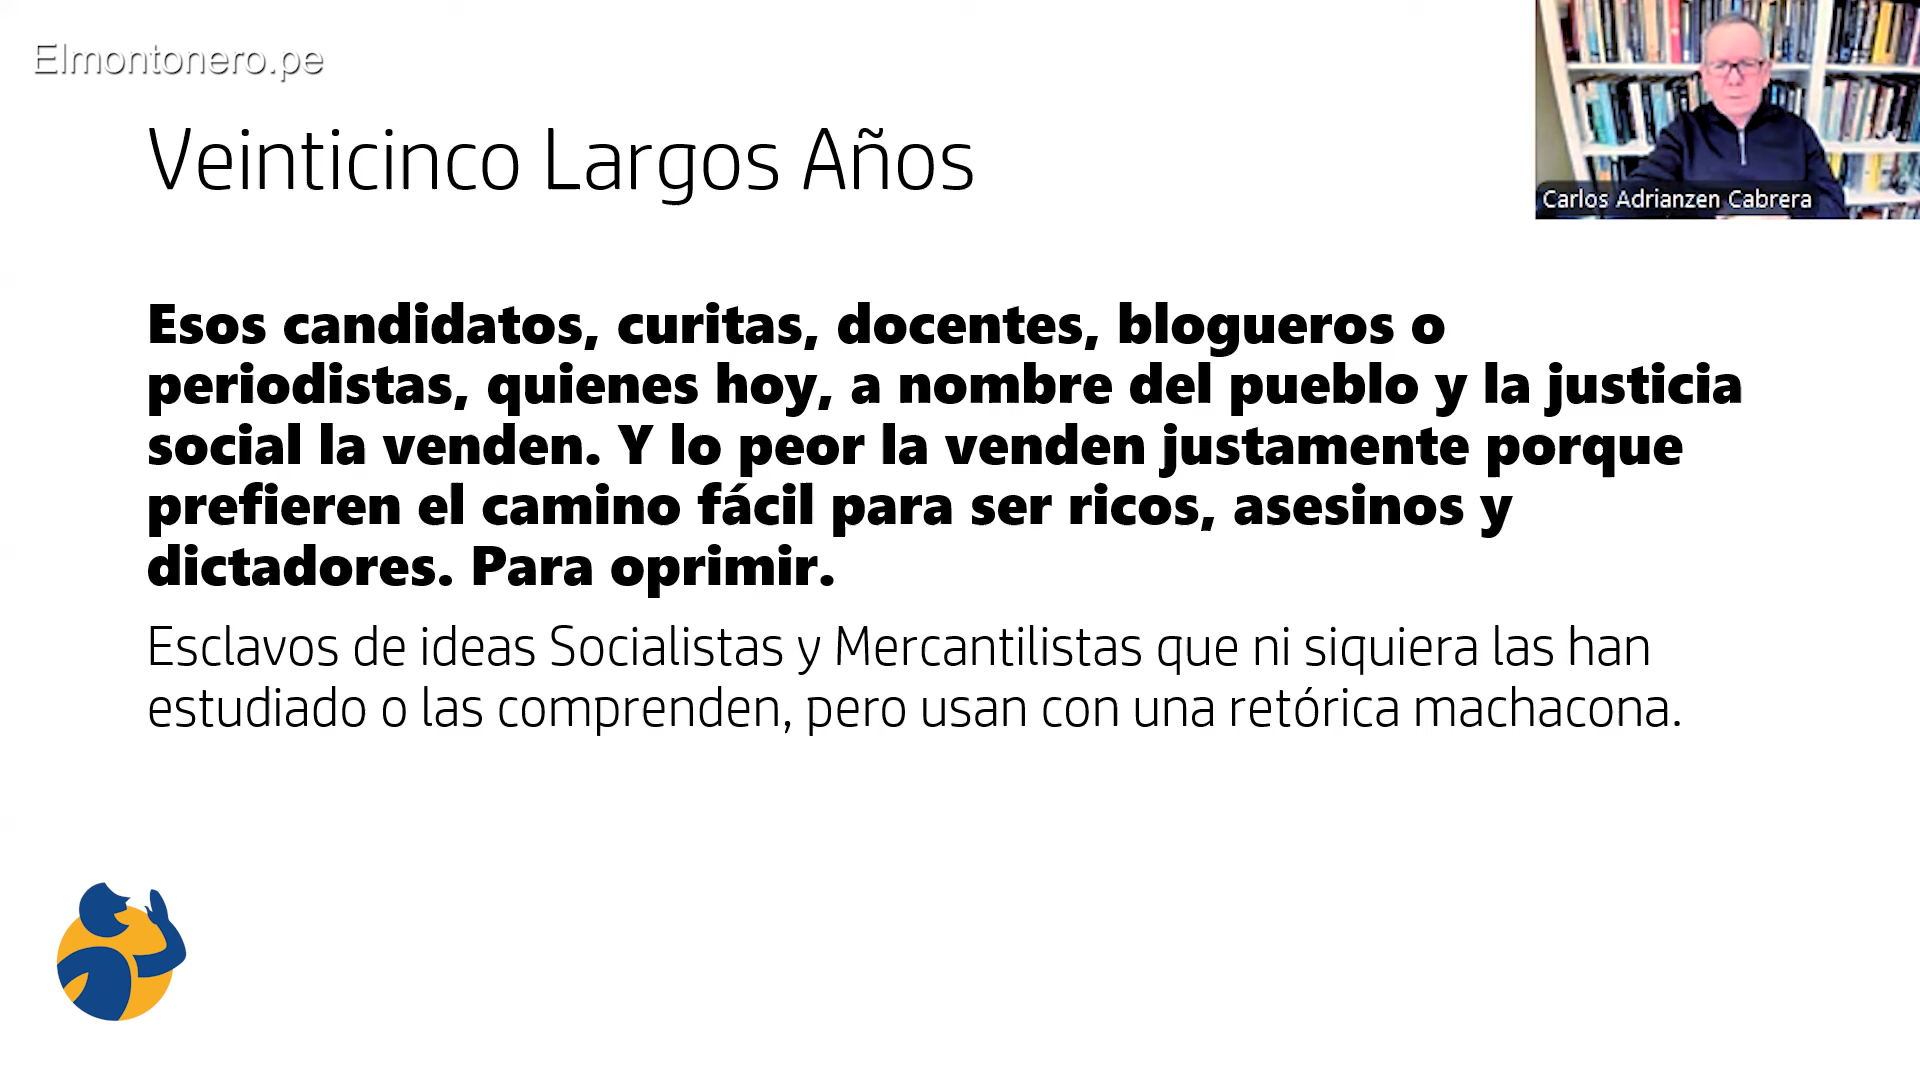 Elmontonero.pe
Veinticinco Largos Años
Carlos Adrianzen Cabrera
Esos candidatos, curitas, docentes, blogueros o
periodistas, quienes hoy, a nombre del pueblo y la justicia
social la venden. Y lo peor la venden justamente porque
prefieren el camino fácil para ser ricos, asesinos y
dictadores. Para oprimir.
Esclavos de ideas Socialistas y Mercantilistas que ni siquiera las han
estudiado o las comprenden, pero usan con una retórica machacona.